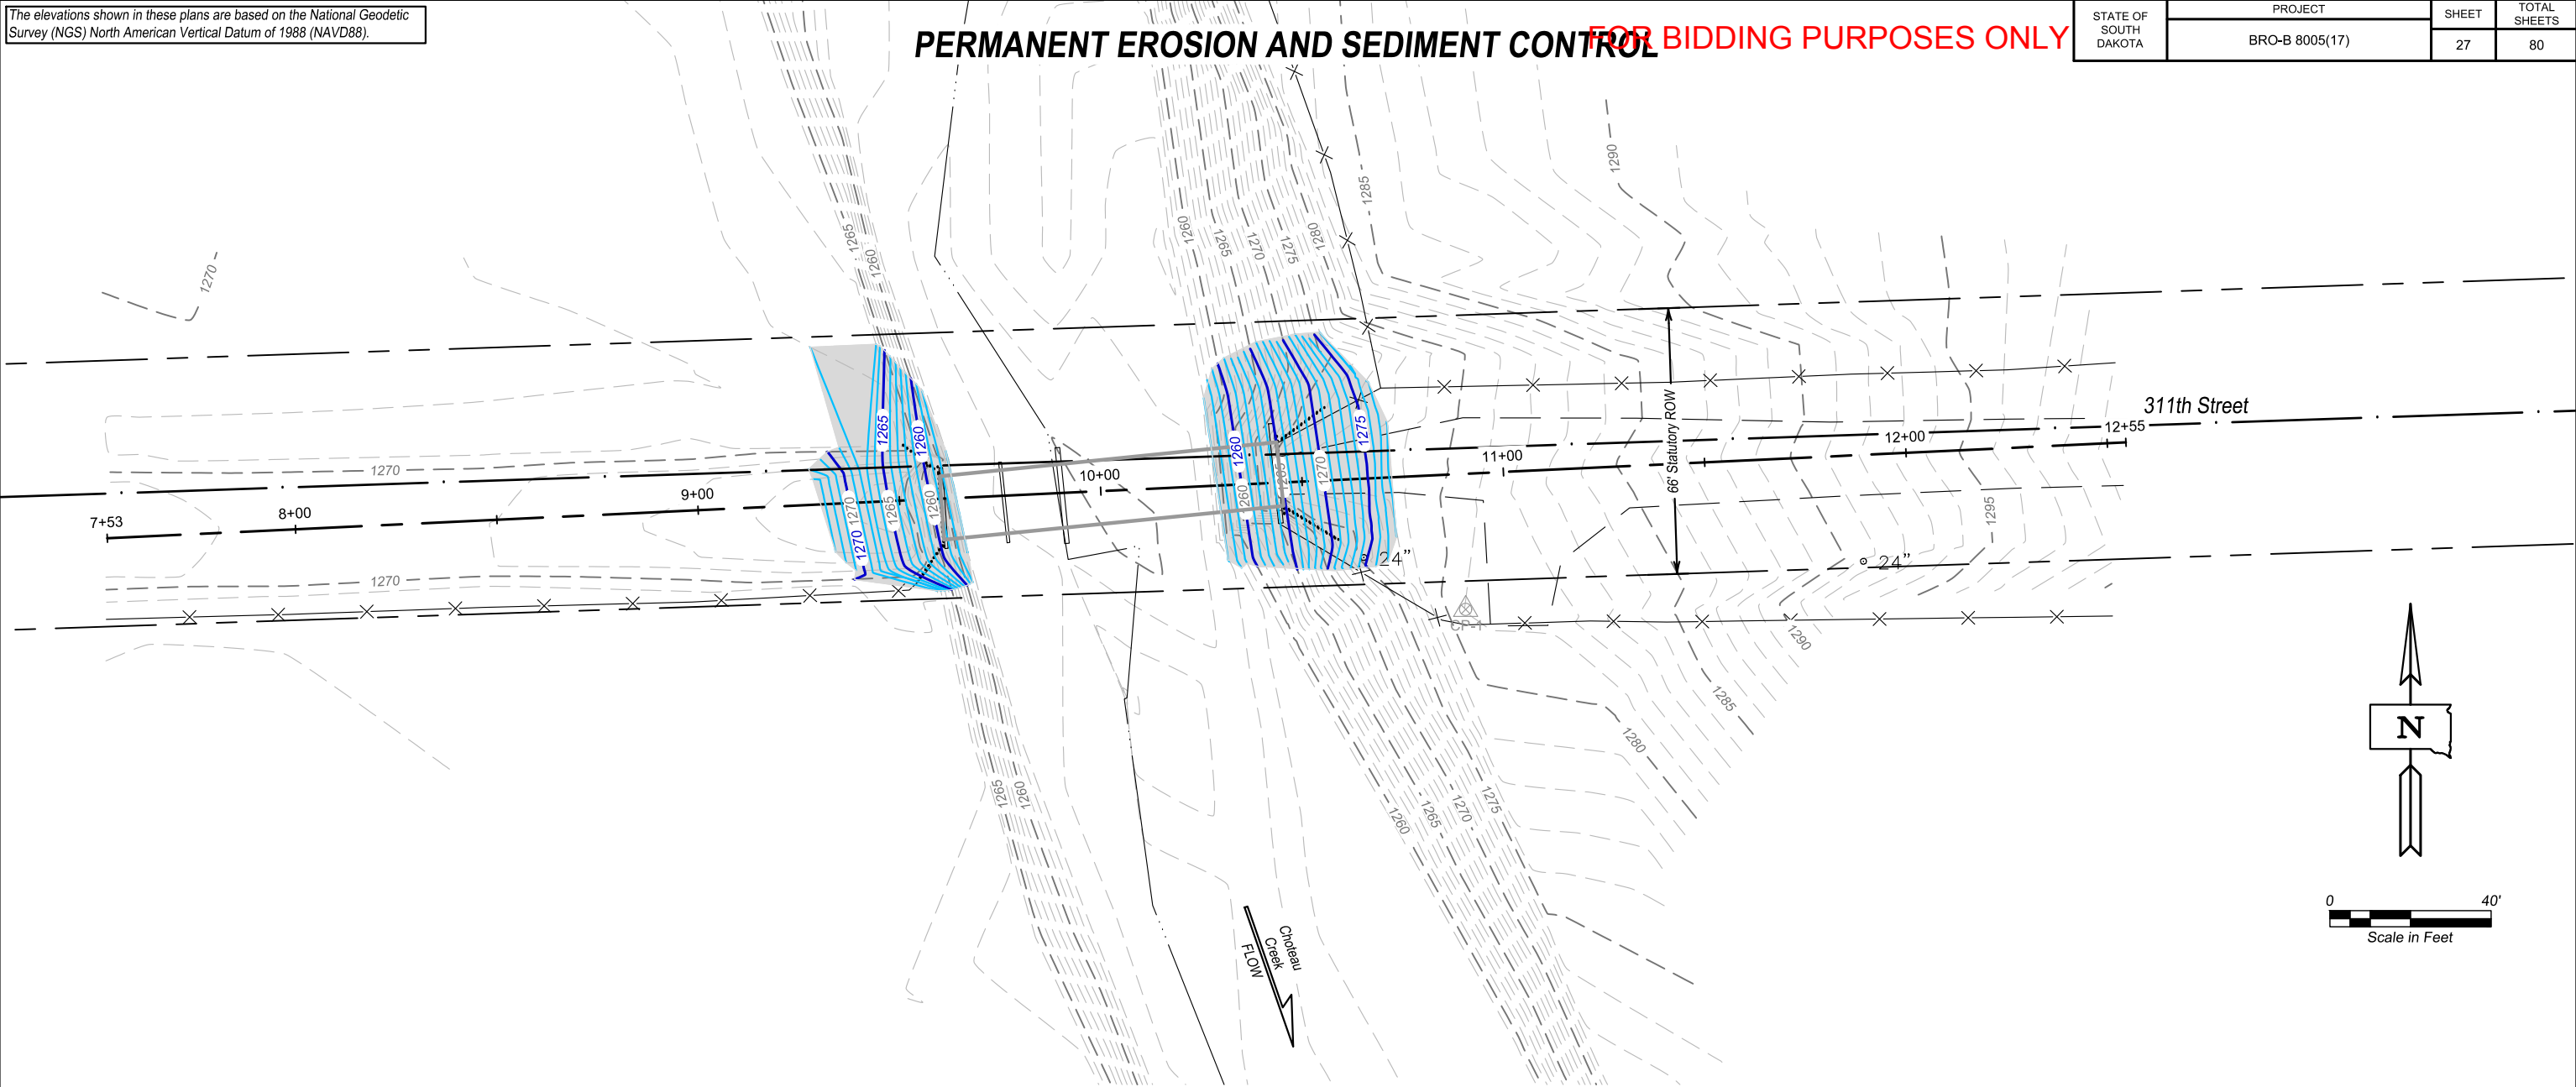 The elevations shown in these plans are based on the National Geodetic
Survey (NGS) North American Vertical Datum of 1988 (NAVD88).
PERMANENT EROSION AND SEDIMENT CONTROL
FOR BIDDING PURPOSES ONLY
STATE OF
SOUTH
DAKOTA
PROJECT
BRO-B 8005(17)
SHEET
27
TOTAL
SHEETS
80
1290
1285
1260
1265
1270
1275
1280
1265
1260
1270
66' Statutory ROW
311th Street
1265
1260
1260
1275
12+55
12+00
11+00
10+00
9+00
8+00
7+53
1270
1270
1270
1265
1260
1260
1265
1270
1295
1270
1270
24"
24"
CP-1
1290
1285
1280
1265
1260
1260
1265
1270
1275
N
Choteau
Creek
FLOW
0 40'
Scale in Feet